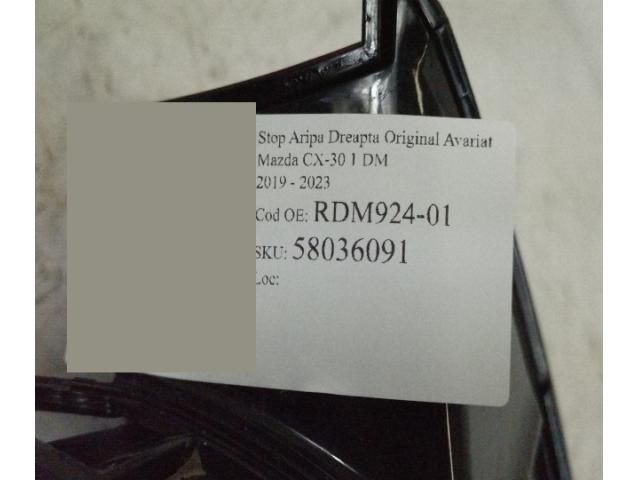 Stop Aripa Dreapta Original Avariat
Mazda CX-30 1 DM
2019 - 2023
Cod OE: RDM924-01
SKU: 58036091
Loc: